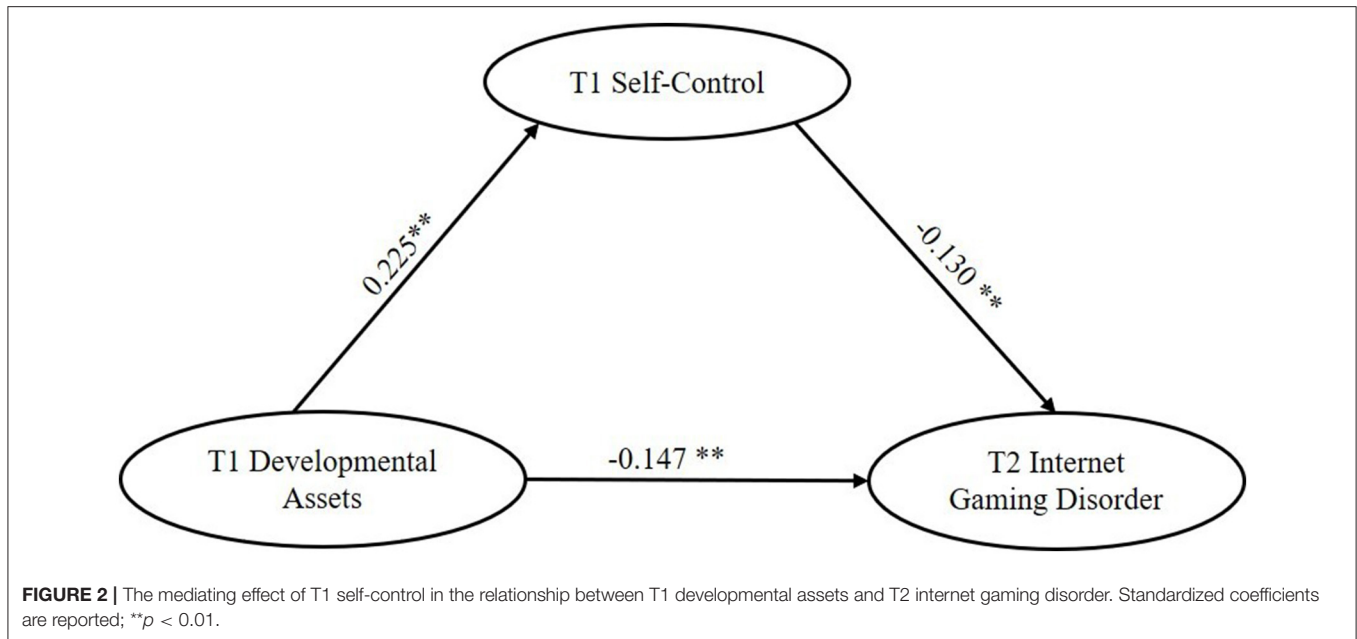 T1 Self-Control
0.225**
-0.130 **
T1 Developmental
Assets
-0.147 **
T2 Internet
Gaming Disorder
FIGURE 2 | The mediating effect of T1 self-control in the relationship between T1 developmental assets and T2 internet gaming disorder. Standardized coefficients
are reported; **p < 0.01.